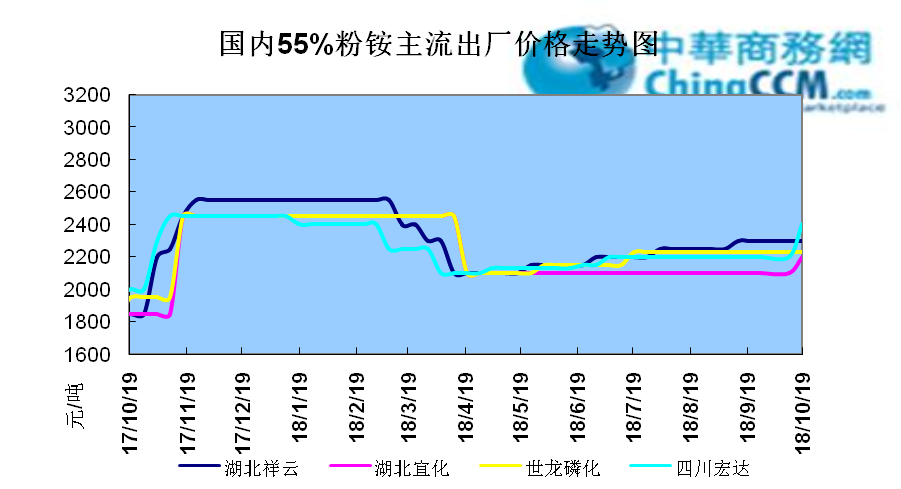 国内55%粉铵主流出厂价格走势图
中華商務網
ChinaCCM.com
marketplace
3200
3000
2800
2600
2400
2200
2000
1800
1600
元/吨
17/10/19
17/11/19
17/12/19
18/1/19
18/2/19
18/3/19
18/4/19
18/5/19
18/6/19
18/7/19
18/8/19
18/9/19
18/10/19
湖北祥云
湖北宜化
世龙磷化
四川宏达